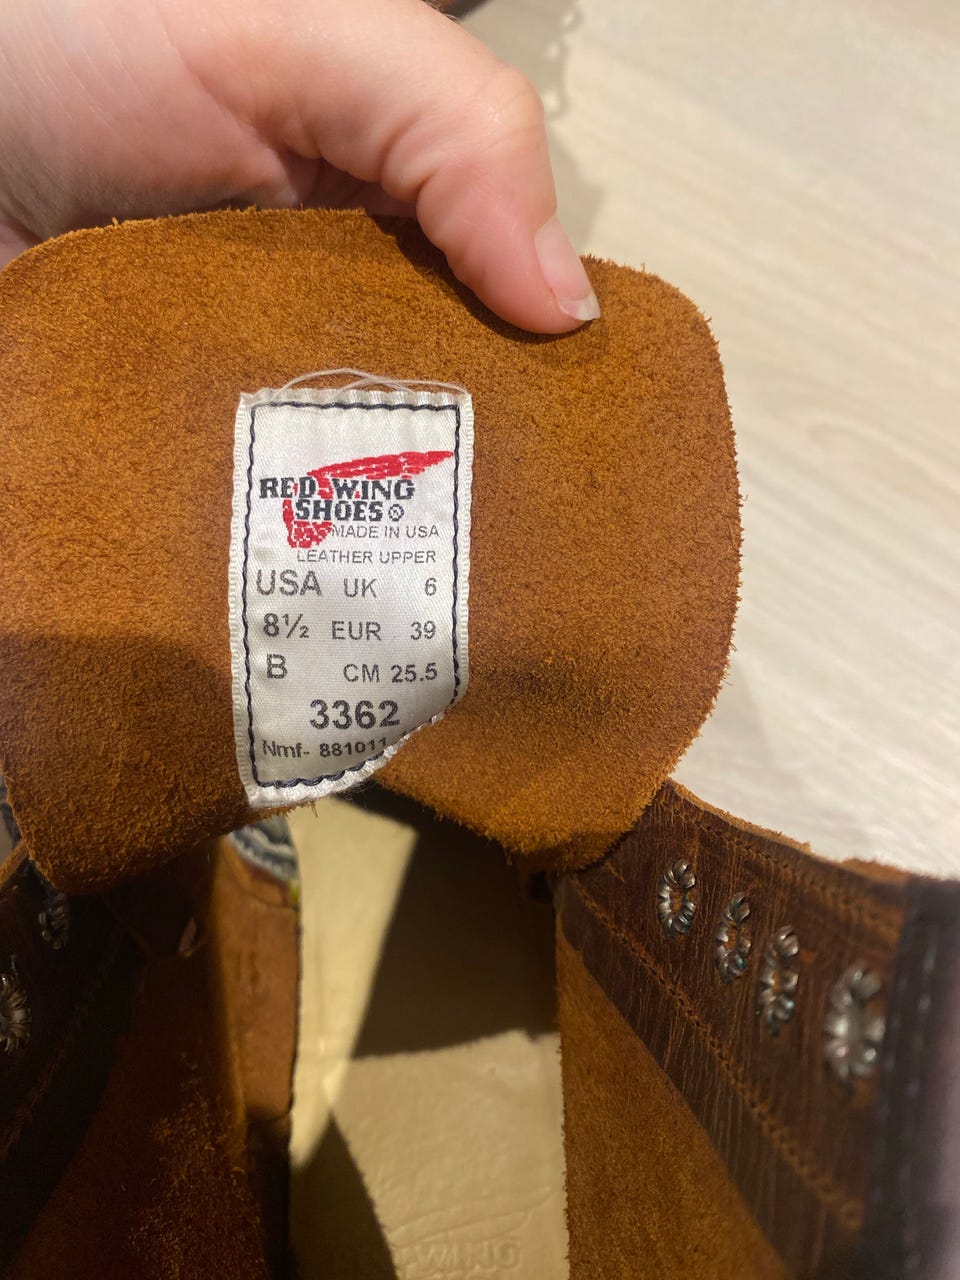 RED WING
SHOES®
MADE IN USA
LEATHER UPPER
USA UK 6
8½ EUR 39
B CM 25.5
3362
Nmf- 881011
WING